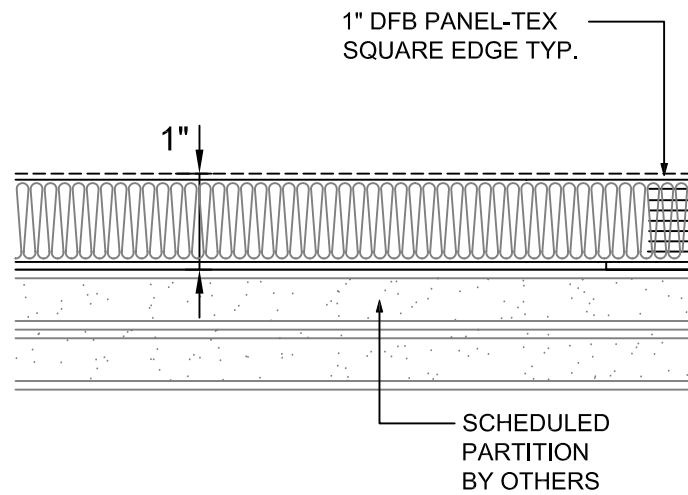 1" DFB PANEL-TEX
SQUARE EDGE TYP.
1"
SCHEDULED
PARTITION
BY OTHERS